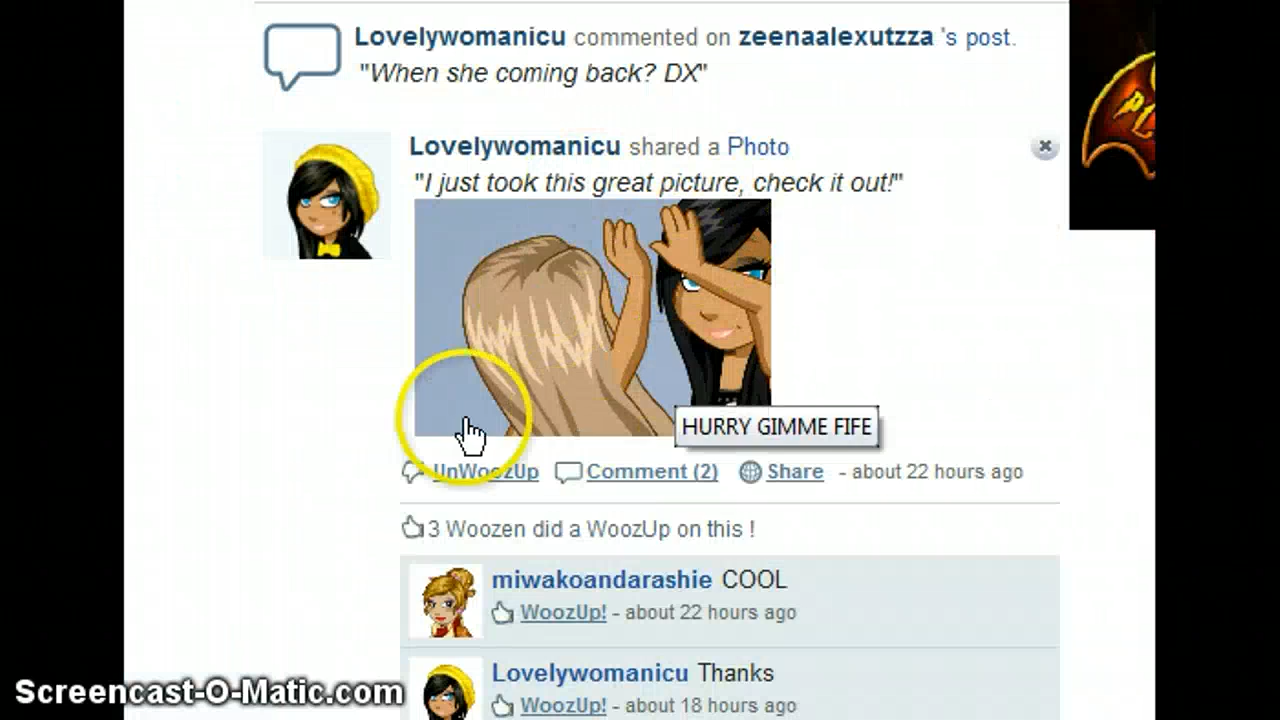 Lovelywomanicu commented on zeenaalexutzza 's post.
"When she coming back? DX"
Lovelywomanicu shared a Photo
"I just took this great picture, check it out!"
HURRY GIMME FIFE
UnWoozUp Comment (2) Share - about 22 hours ago
3 Woozen did a WoozUp on this !
miwakoandarashie COOL
WoozUp! - about 22 hours ago
Lovelywomanicu Thanks
WoozUp! - about 18 hours ago
Screencast-O-Matic.com